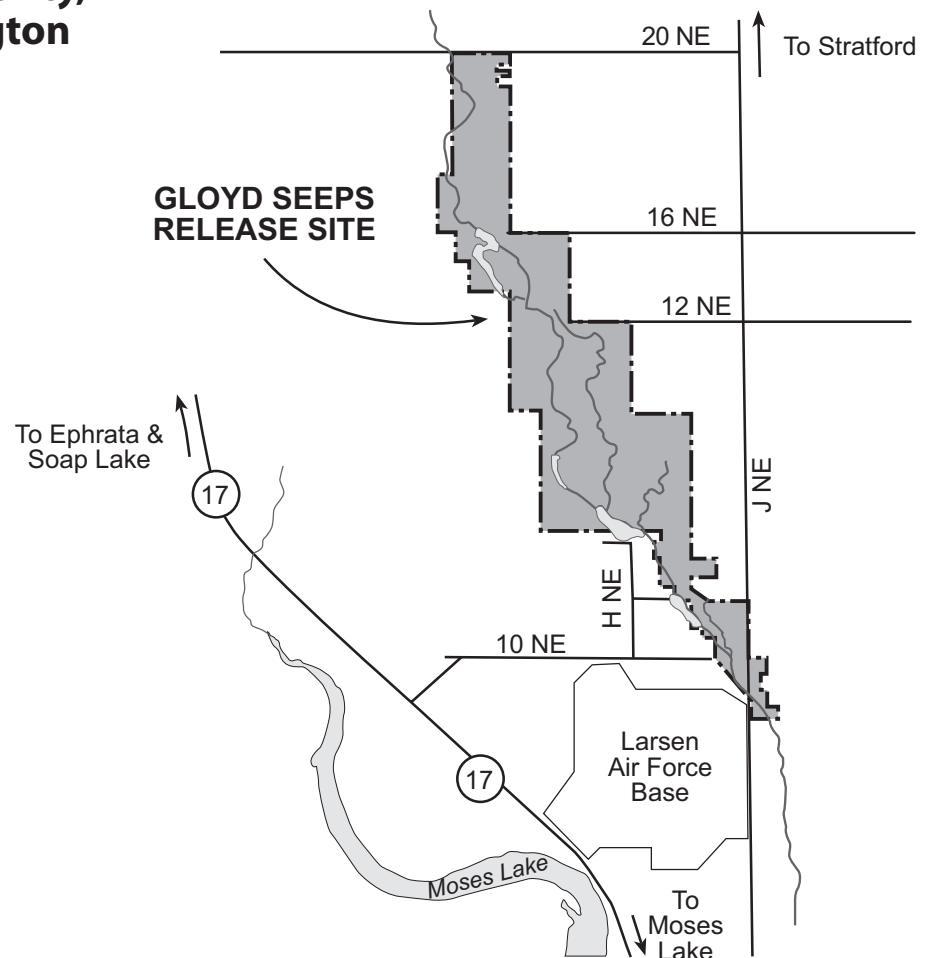 20 NE
To Stratford
GLOYD SEEPS
RELEASE SITE
16 NE
12 NE
To Ephrata &
Soap Lake
17
J NE
H NE
10 NE
Larsen
Air Force
Base
17
Moses Lake
To
Moses
Lake